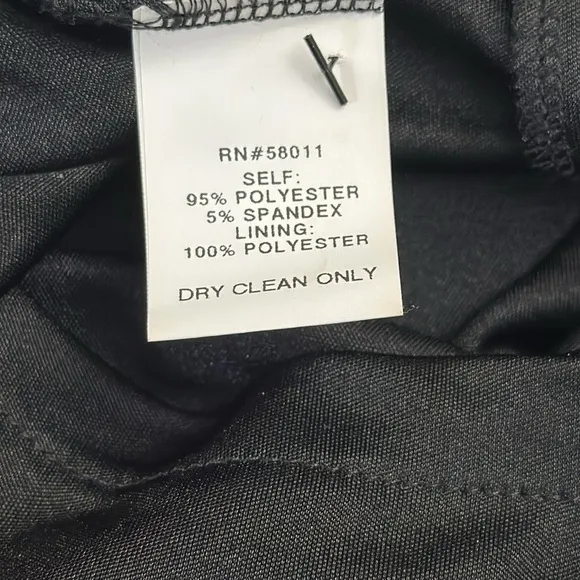 RN#58011
SELF:
95% POLYESTER
5% SPANDEX
LINING:
100% POLYESTER
DRY CLEAN ONLY